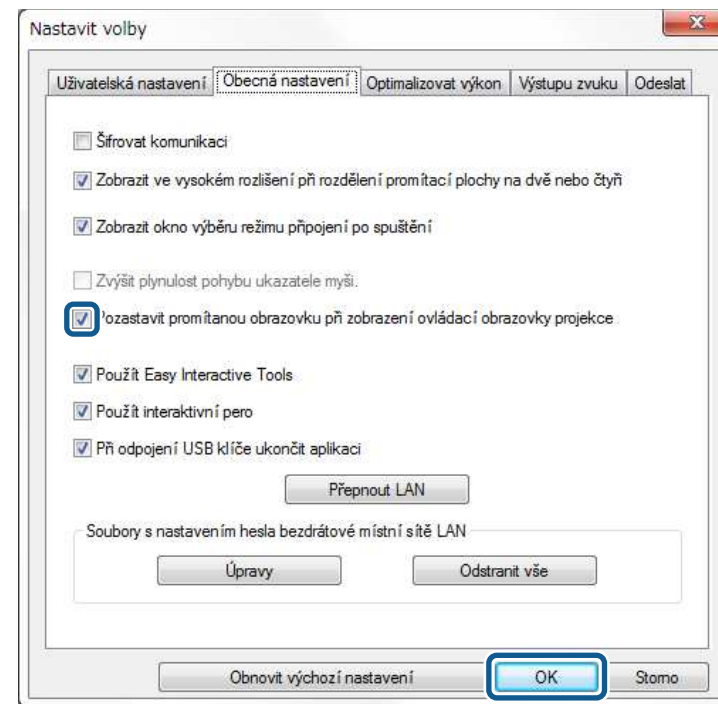 Nastavit volby
Uživatelská nastavení Obecná nastavení Optimalizovat výkon Výstupu zvuku Odeslat
Šifrovat komunikaci
Zobrazit ve vysokém rozlišení při rozdělení promítací plochy na dvě nebo čtyři
Zobrazit okno výběru režimu připojení po spuštění
Zvýšit plynulost pohybu ukazatele myši.
Pozastavit promítanou obrazovku při zobrazení ovládací obrazovky projekce
Použít Easy Interactive Tools
Použít interaktivní pero
Při odpojení USB klíče ukončit aplikaci
Přepnout LAN
Soubory s nastavením hesla bezdrátové místní sítě LAN
Úpravy Odstranit vše
Obnovit výchozí nastavení OK Storno